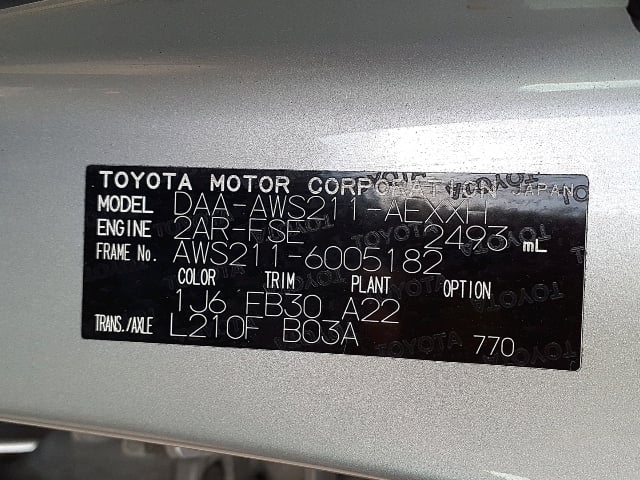 TOYOTA MOTOR CORPORATION JAPAN
MODEL DAA-AWS211-AEXXH
ENGINE 2AR-FSE 2493 mL
FRAME No. AWS211-6005182
COLOR TRIM PLANT OPTION
1J6 FB30 A22
TRANS./AXLE L210F B03A 770